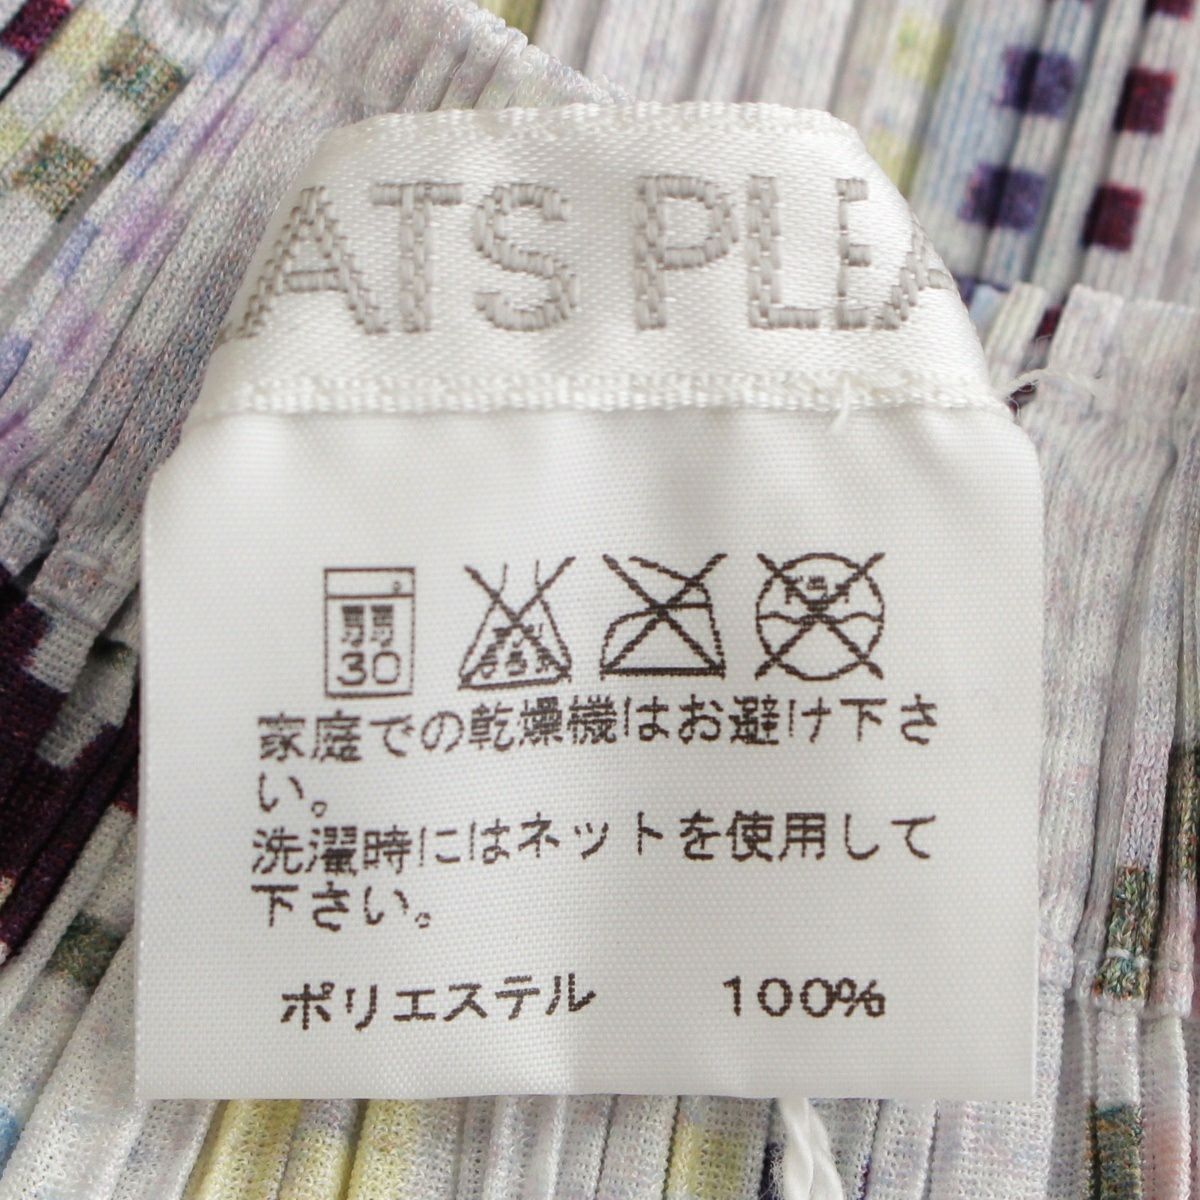 ATS PLEA
弱
30
家庭での乾燥機はお避け下さ
い。
洗濯時にはネットを使用して
下さい。
ポリエステル 100%